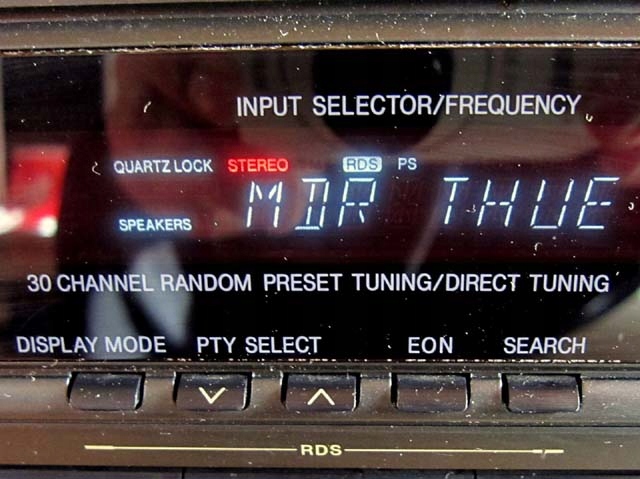 INPUT SELECTOR/FREQUENCY
QUARTZ LOCK STEREO RDS PS
SPEAKERS MDR THUE
30 CHANNEL RANDOM PRESET TUNING/DIRECT TUNING
DISPLAY MODE PTY SELECT EON SEARCH
RDS